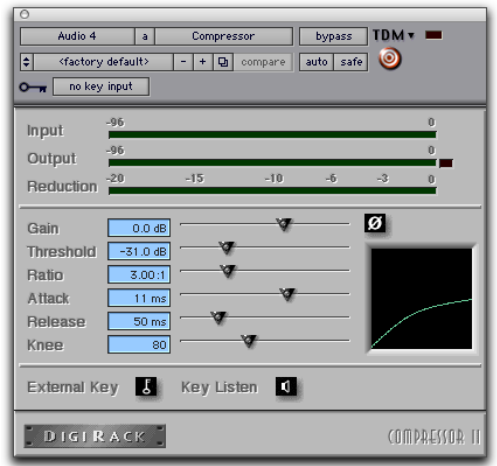 Audio 4 a Compressor bypass TDM
<factory default> - + compare auto safe
no key input
-96 0
Input
-96 0
Output
-20 -15 -10 -6 -3 0
Reduction
Gain 0.0 dB Ø
Threshold -31.0 dB
Ratio 3.00:1
Attack 11 ms
Release 50 ms
Knee 80
External Key Key Listen
DIGIRACK COMPRESSOR II